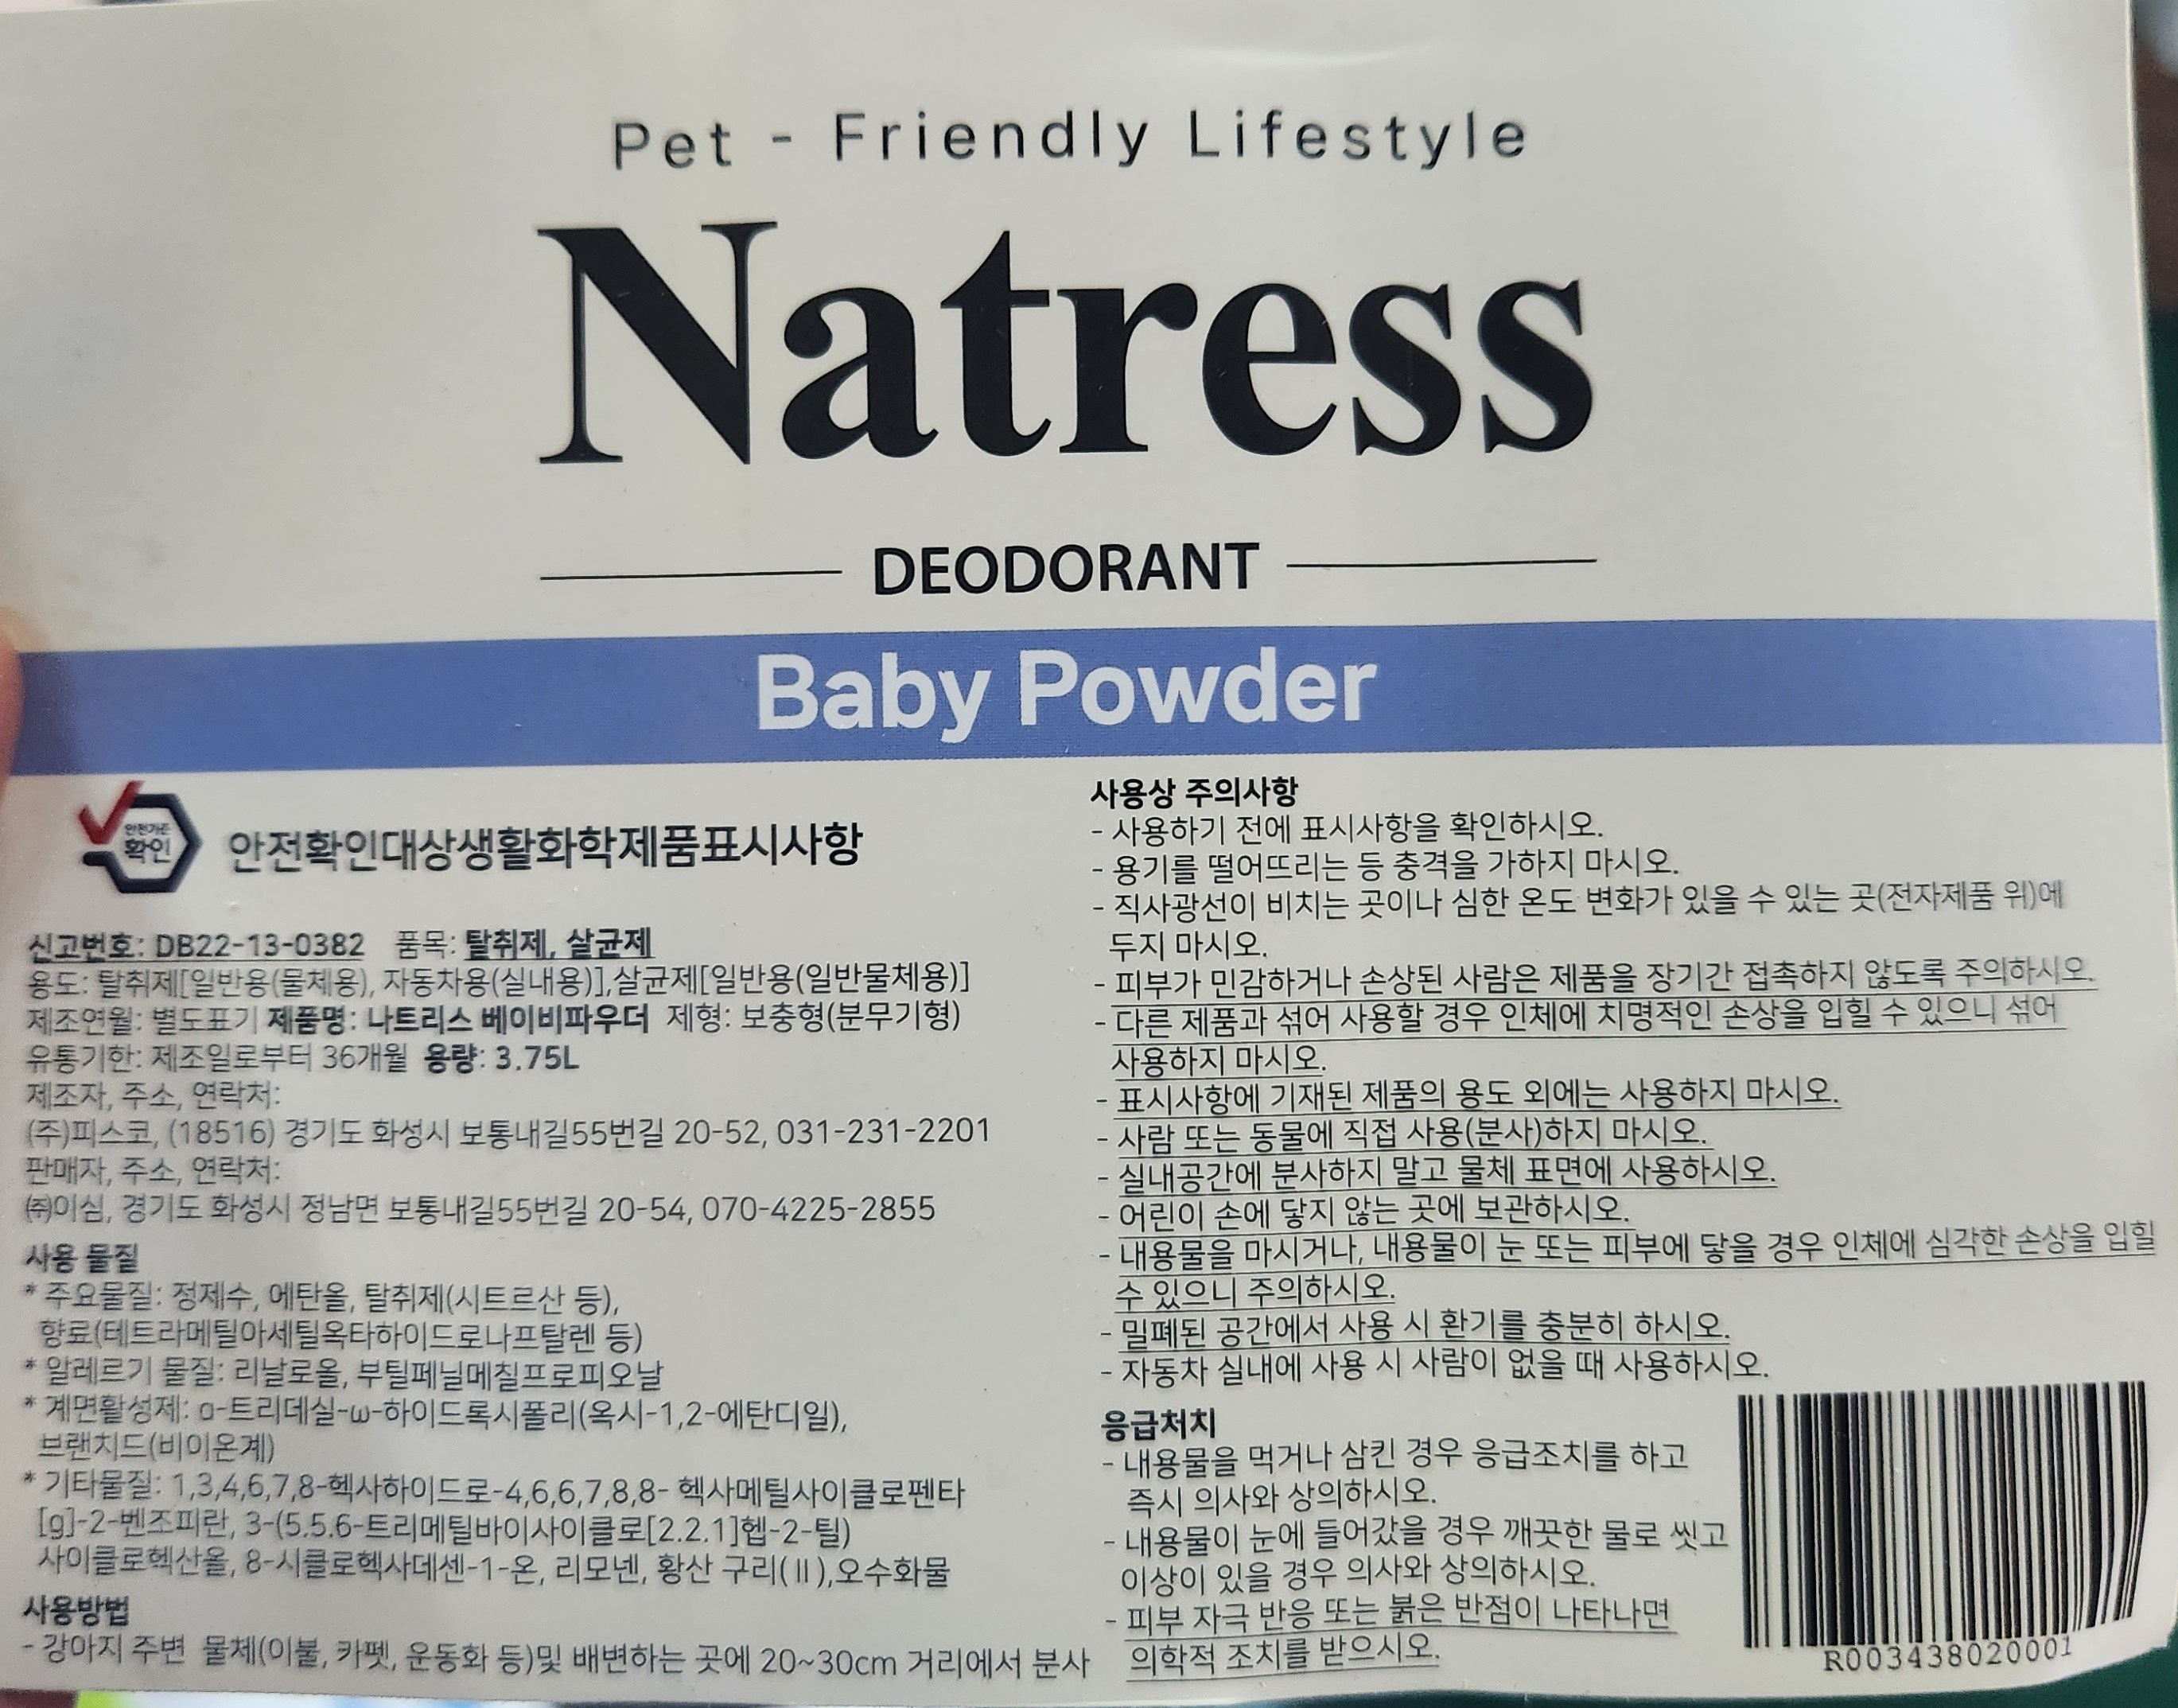 Pet - Friendly Lifestyle
Natress
DEODORANT
Baby Powder
확인
안전확인대상생활화학제품표시사항
신고번호: DB22-13-0382 품목: 탈취제, 살균제
용도: 탈취제[일반용(물체용), 자동차용(실내용)],살균제[일반용(일반물체용)]
제조연월: 별도표기 제품명: 나트리스 베이비파우더 제형: 보충형(분무기형)
유통기한: 제조일로부터 36개월 용량: 3.75L
제조자, 주소, 연락처:
(주)피스코, (18516) 경기도 화성시 보통내길55번길 20-52, 031-231-2201
판매자, 주소, 연락처:
㈜이심, 경기도 화성시 정남면 보통내길55번길 20-54, 070-4225-2855
사용 물질
* 주요물질: 정제수, 에탄올, 탈취제(시트르산 등),
향료(테트라메틸아세틸옥타하이드로나프탈렌 등)
* 알레르기 물질: 리날로올, 부틸페닐메칠프로피오날
* 계면활성제: α-트리데실-ω-하이드록시폴리(옥시-1,2-에탄디일),
브랜치드(비이온계)
* 기타물질: 1,3,4,6,7,8-헥사하이드로-4,6,6,7,8,8- 헥사메틸사이클로펜타
[g]-2-벤조피란, 3-(5.5.6-트리메틸바이사이클로[2.2.1]헵-2-틸)
사이클로헥산올, 8-시클로헥사데센-1-온, 리모넨, 황산 구리(Ⅱ),오수화물
사용방법
- 강아지 주변 물체(이불, 카펫, 운동화 등)및 배변하는 곳에 20~30cm 거리에서 분사
사용상 주의사항
- 사용하기 전에 표시사항을 확인하시오.
- 용기를 떨어뜨리는 등 충격을 가하지 마시오.
- 직사광선이 비치는 곳이나 심한 온도 변화가 있을 수 있는 곳(전자제품 위)에
두지 마시오.
- 피부가 민감하거나 손상된 사람은 제품을 장기간 접촉하지 않도록 주의하시오.
- 다른 제품과 섞어 사용할 경우 인체에 치명적인 손상을 입힐 수 있으니 섞어
사용하지 마시오.
- 표시사항에 기재된 제품의 용도 외에는 사용하지 마시오.
- 사람 또는 동물에 직접 사용(분사)하지 마시오.
- 실내공간에 분사하지 말고 물체 표면에 사용하시오.
- 어린이 손에 닿지 않는 곳에 보관하시오.
- 내용물을 마시거나, 내용물이 눈 또는 피부에 닿을 경우 인체에 심각한 손상을 입힐
수 있으니 주의하시오.
- 밀폐된 공간에서 사용 시 환기를 충분히 하시오.
- 자동차 실내에 사용 시 사람이 없을 때 사용하시오.
응급처치
- 내용물을 먹거나 삼킨 경우 응급조치를 하고
즉시 의사와 상의하시오.
- 내용물이 눈에 들어갔을 경우 깨끗한 물로 씻고
이상이 있을 경우 의사와 상의하시오.
- 피부 자극 반응 또는 붉은 반점이 나타나면
의학적 조치를 받으시오.
R003438020001